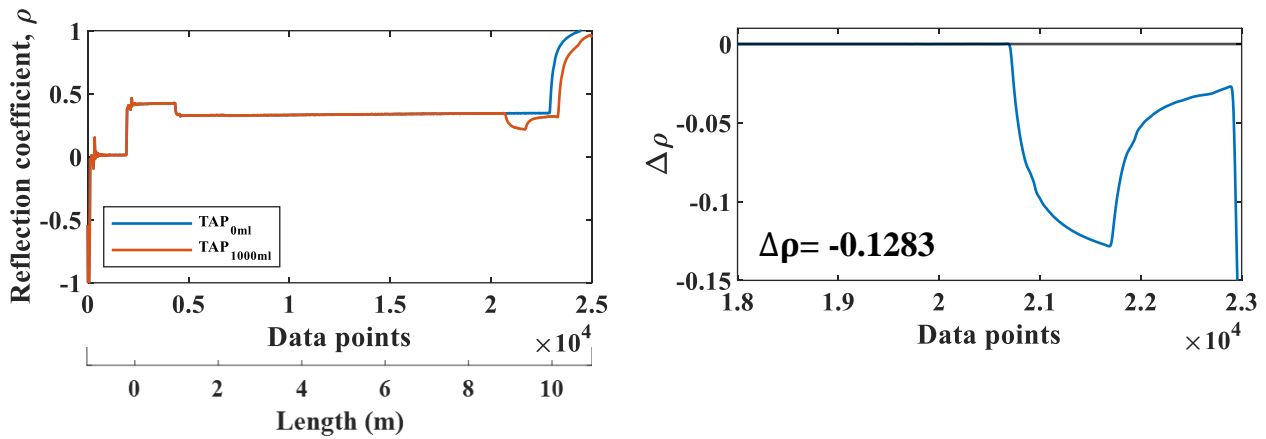 Reflection coefficient, ρ
1
0.5
0
-0.5
-1
TAP0ml
TAP1000ml
0 0.5 1 1.5 2 2.5
Data points
×10^4
0 2 4 6 8 10
Length (m)
Δρ
0
-0.05
-0.1
-0.15
Δρ= -0.1283
1.8 1.9 2 2.1 2.2 2.3
Data points
×10^4